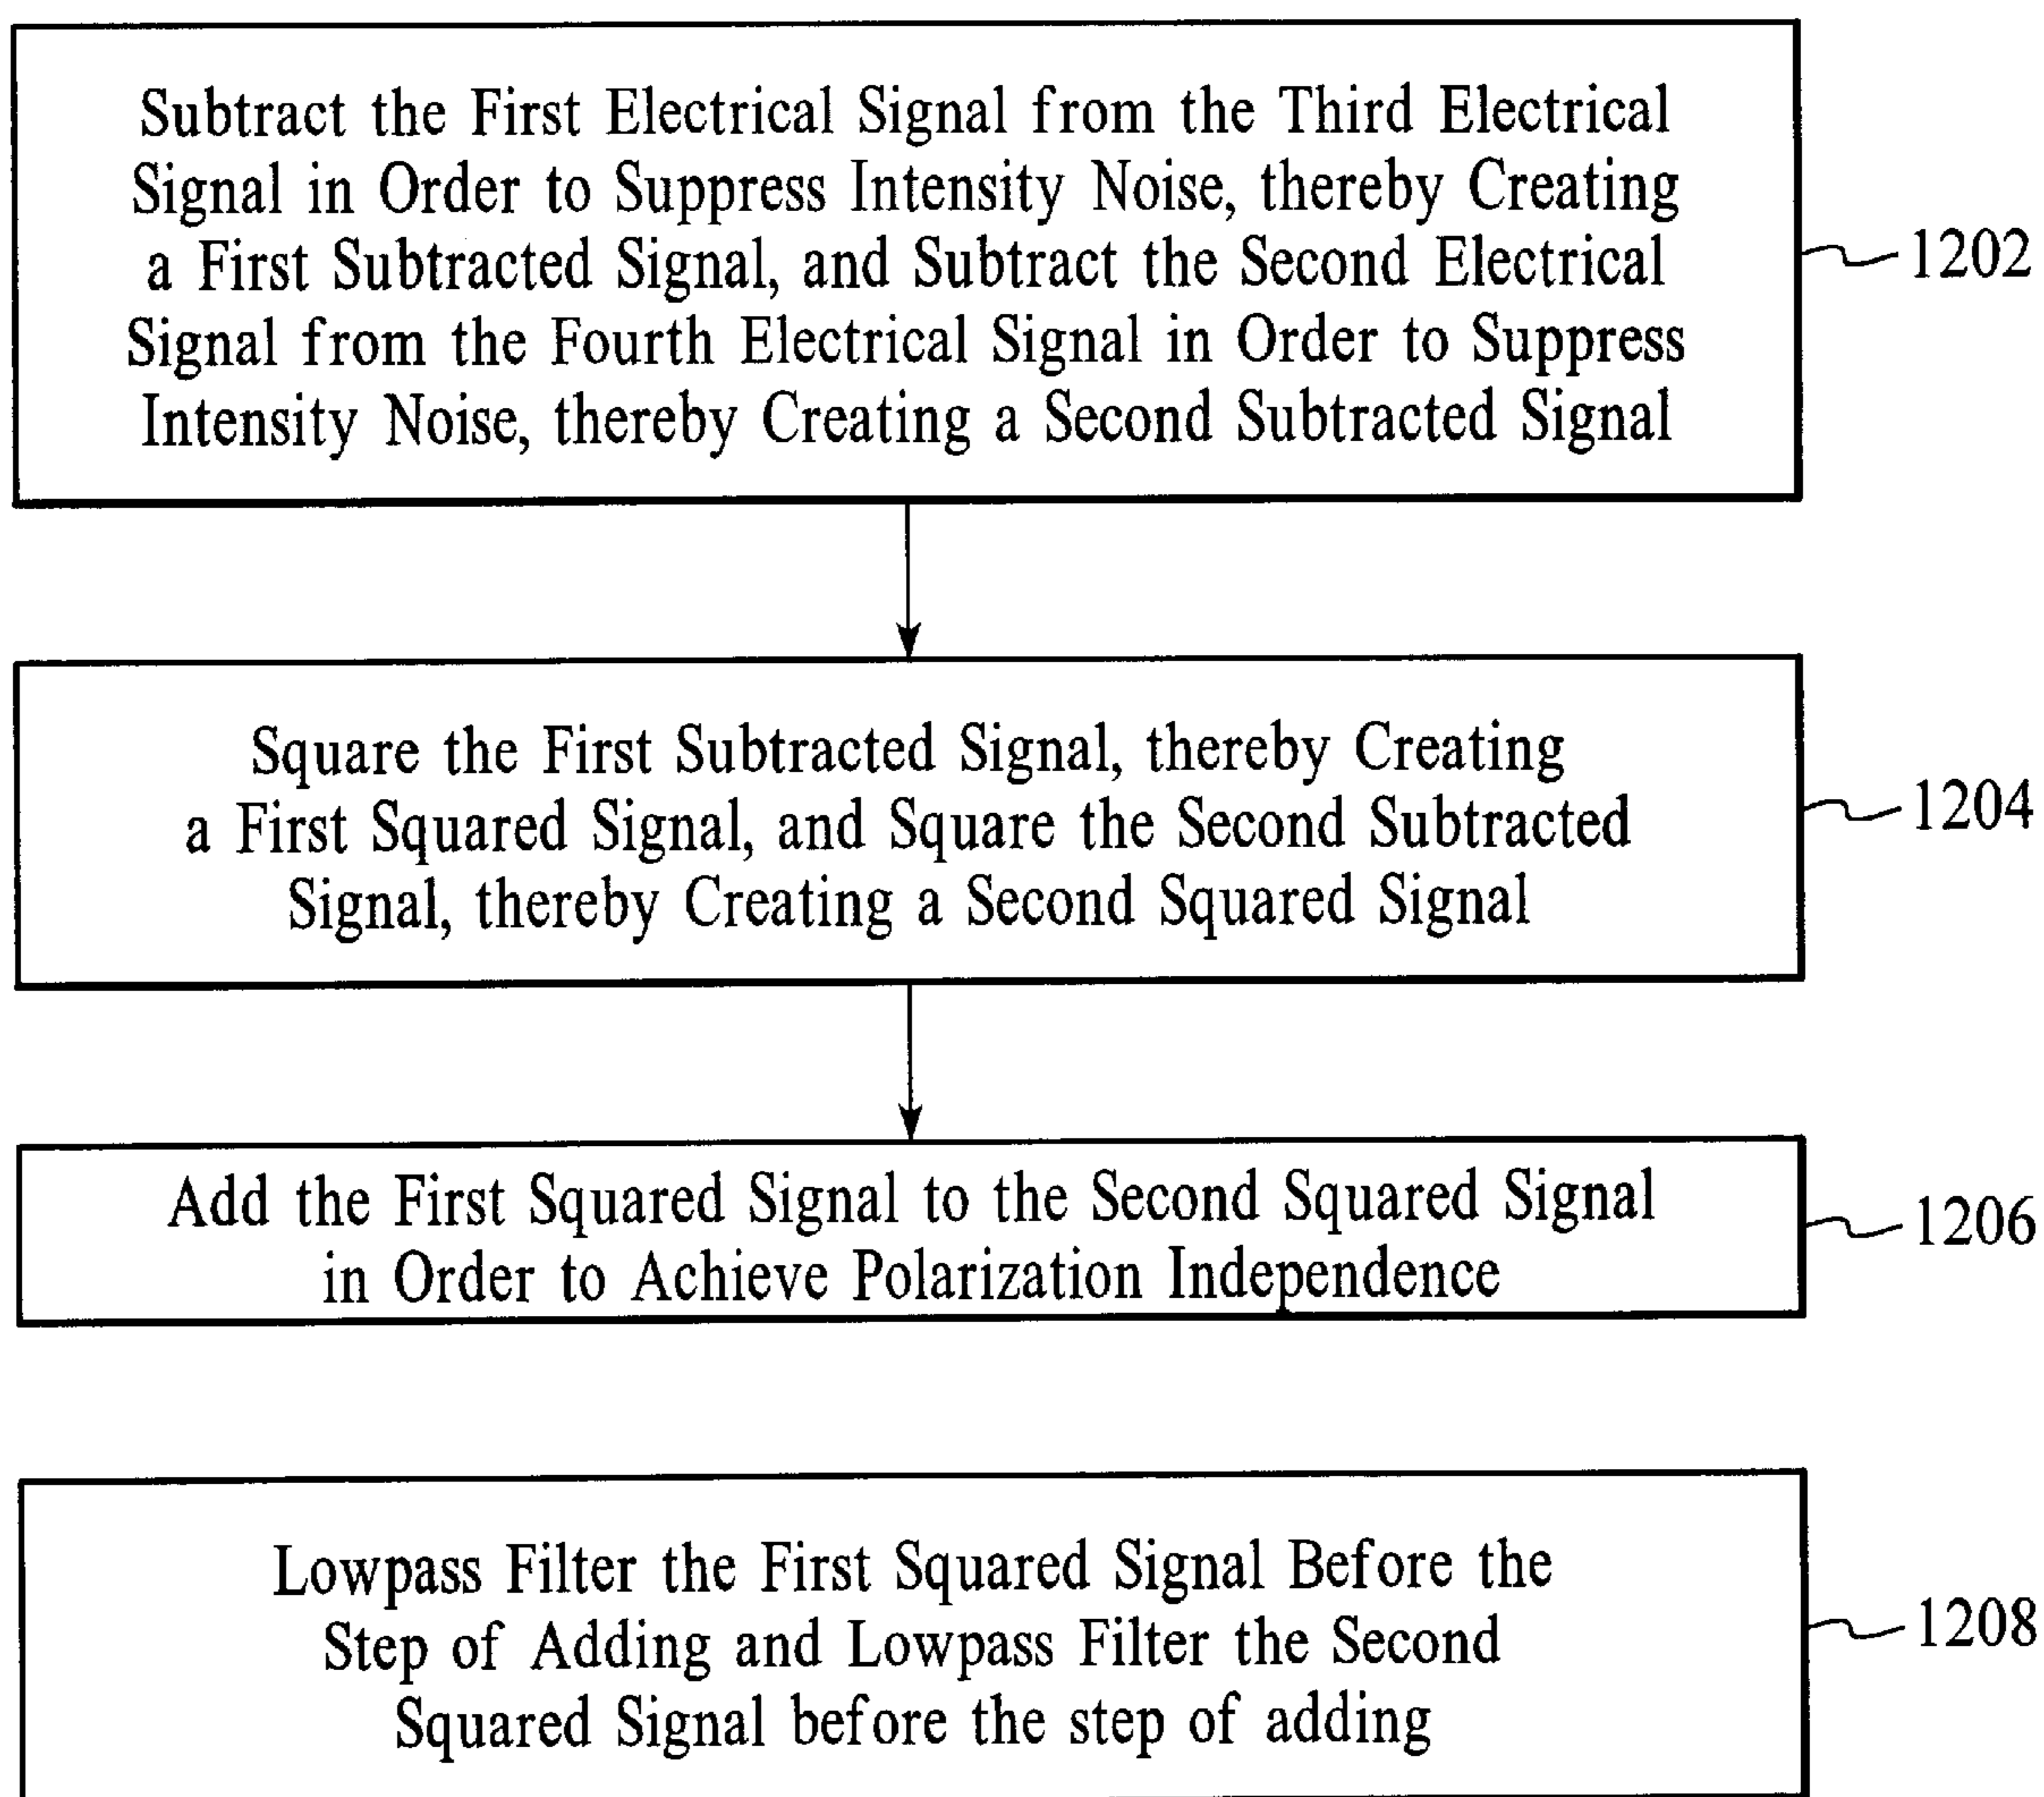 Subtract the First Electrical Signal from the Third Electrical
Signal in Order to Suppress Intensity Noise, thereby Creating
a First Subtracted Signal, and Subtract the Second Electrical
Signal from the Fourth Electrical Signal in Order to Suppress
Intensity Noise, thereby Creating a Second Subtracted Signal
1202
Square the First Subtracted Signal, thereby Creating
a First Squared Signal, and Square the Second Subtracted
Signal, thereby Creating a Second Squared Signal
1204
Add the First Squared Signal to the Second Squared Signal
in Order to Achieve Polarization Independence
1206
Lowpass Filter the First Squared Signal Before the
Step of Adding and Lowpass Filter the Second
Squared Signal before the step of adding
1208